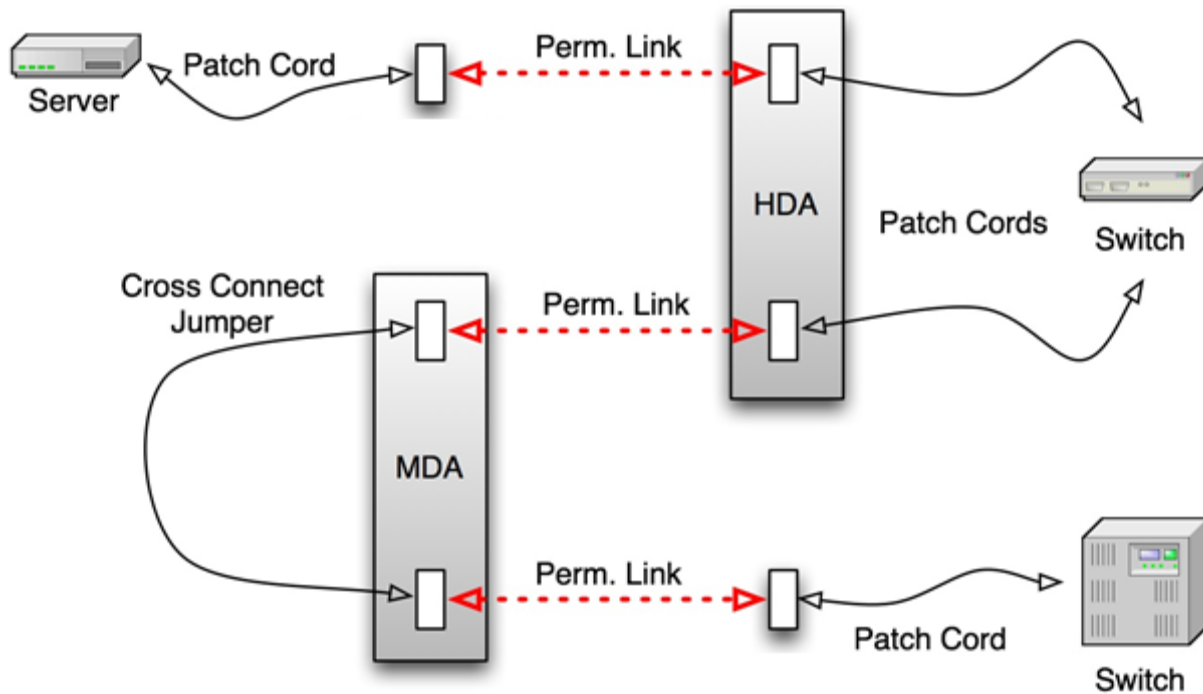 Patch Cord
Perm. Link
Server
HDA
Patch Cords
Switch
Cross Connect
Jumper
Perm. Link
MDA
Perm. Link
Patch Cord
Switch